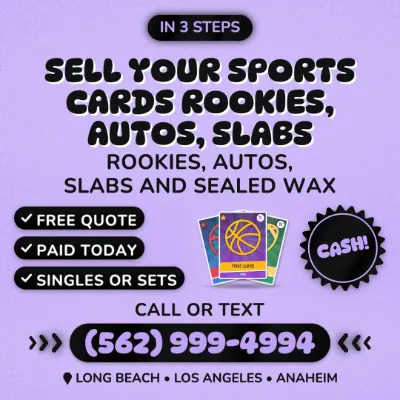 IN 3 STEPS
SELL YOUR SPORTS
CARDS ROOKIES,
AUTOS, SLABS
ROOKIES, AUTOS,
SLABS AND SEALED WAX
FREE QUOTE
PAID TODAY
SINGLES OR SETS
CASH!
CALL OR TEXT
(562) 999-4994
LONG BEACH • LOS ANGELES • ANAHEIM